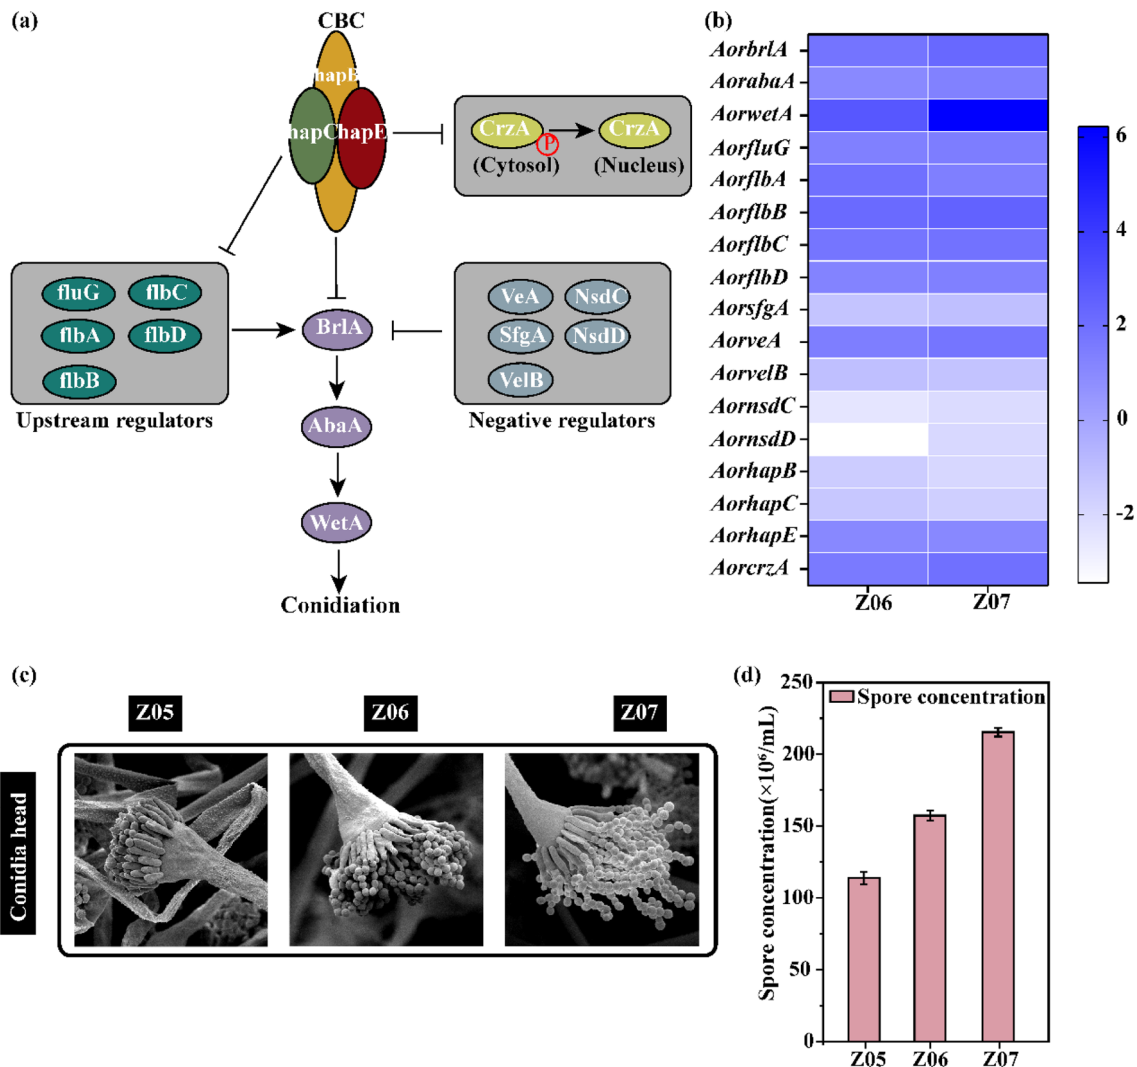 (a)
CBC
hapB
hapC
hapE
CrzA
P
CrzA
(Cytosol)
(Nucleus)
fluG
flbC
flbA
flbD
flbB
Upstream regulators
BrlA
AbaA
WetA
Conidiation
VeA
NsdC
SfgA
NsdD
VelB
Negative regulators
(b)
AorbrlA
AorabaA
AorwetA
AorfluG
AorflbA
AorflbB
AorflbC
AorflbD
AorsfgA
AorveA
AorvelB
AornsdC
AornsdD
AorhapB
AorhapC
AorhapE
AorcrzA
Z06
Z07
6
4
2
0
-2
(c)
Z05
Z06
Z07
Conidia head
(d)
Spore concentration
Spore concentration(×10⁶/mL)
250
200
150
100
50
0
Z05
Z06
Z07